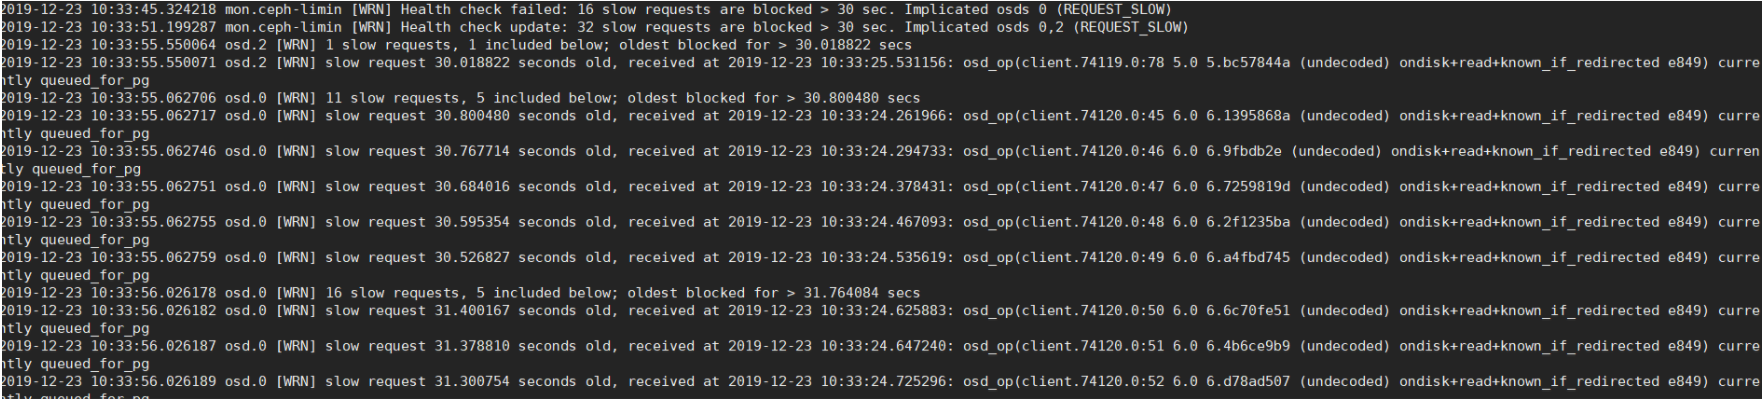 2019-12-23 10:33:45.324218 mon.ceph-limin [WRN] Health check failed: 16 slow requests are blocked > 30 sec. Implicated osds 0 (REQUEST_SLOW)
2019-12-23 10:33:51.199287 mon.ceph-limin [WRN] Health check update: 32 slow requests are blocked > 30 sec. Implicated osds 0,2 (REQUEST_SLOW)
2019-12-23 10:33:55.550064 osd.2 [WRN] 1 slow requests, 1 included below; oldest blocked for > 30.018822 secs
2019-12-23 10:33:55.550071 osd.2 [WRN] slow request 30.018822 seconds old, received at 2019-12-23 10:33:25.531156: osd_op(client.74119.0:78 5.0 5.bc57844a (undecoded) ondisk+read+known_if_redirected e849) curre
ntly queued_for_pg
2019-12-23 10:33:55.062706 osd.0 [WRN] 11 slow requests, 5 included below; oldest blocked for > 30.800480 secs
2019-12-23 10:33:55.062717 osd.0 [WRN] slow request 30.800480 seconds old, received at 2019-12-23 10:33:24.261966: osd_op(client.74120.0:45 6.0 6.1395868a (undecoded) ondisk+read+known_if_redirected e849) curre
ntly queued_for_pg
2019-12-23 10:33:55.062746 osd.0 [WRN] slow request 30.767714 seconds old, received at 2019-12-23 10:33:24.294733: osd_op(client.74120.0:46 6.0 6.9fbdb2e (undecoded) ondisk+read+known_if_redirected e849) curren
tly queued_for_pg
2019-12-23 10:33:55.062751 osd.0 [WRN] slow request 30.684016 seconds old, received at 2019-12-23 10:33:24.378431: osd_op(client.74120.0:47 6.0 6.7259819d (undecoded) ondisk+read+known_if_redirected e849) curre
ntly queued_for_pg
2019-12-23 10:33:55.062755 osd.0 [WRN] slow request 30.595354 seconds old, received at 2019-12-23 10:33:24.467093: osd_op(client.74120.0:48 6.0 6.2f1235ba (undecoded) ondisk+read+known_if_redirected e849) curre
ntly queued_for_pg
2019-12-23 10:33:55.062759 osd.0 [WRN] slow request 30.526827 seconds old, received at 2019-12-23 10:33:24.535619: osd_op(client.74120.0:49 6.0 6.a4fbd745 (undecoded) ondisk+read+known_if_redirected e849) curre
ntly queued_for_pg
2019-12-23 10:33:56.026178 osd.0 [WRN] 16 slow requests, 5 included below; oldest blocked for > 31.764084 secs
2019-12-23 10:33:56.026182 osd.0 [WRN] slow request 31.400167 seconds old, received at 2019-12-23 10:33:24.625883: osd_op(client.74120.0:50 6.0 6.6c70fe51 (undecoded) ondisk+read+known_if_redirected e849) curre
ntly queued_for_pg
2019-12-23 10:33:56.026187 osd.0 [WRN] slow request 31.378810 seconds old, received at 2019-12-23 10:33:24.647240: osd_op(client.74120.0:51 6.0 6.4b6ce9b9 (undecoded) ondisk+read+known_if_redirected e849) curre
ntly queued_for_pg
2019-12-23 10:33:56.026189 osd.0 [WRN] slow request 31.300754 seconds old, received at 2019-12-23 10:33:24.725296: osd_op(client.74120.0:52 6.0 6.d78ad507 (undecoded) ondisk+read+known_if_redirected e849) curre
ntly queued_for_pg